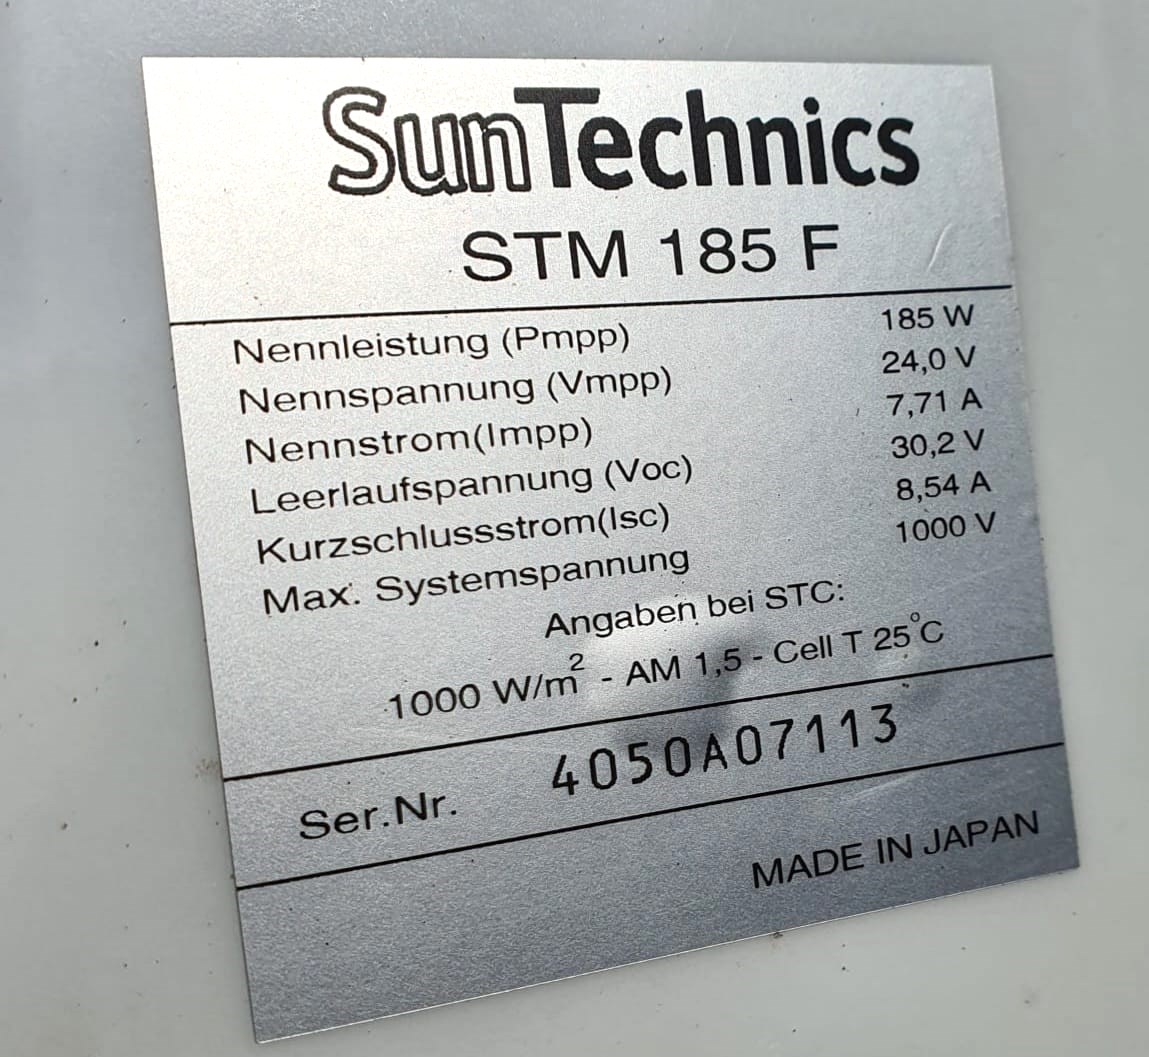 SunTechnics
STM 185 F
Nennleistung (Pmpp) 185 W
Nennspannung (Vmpp) 24,0 V
Nennstrom(Impp) 7,71 A
Leerlaufspannung (Voc) 30,2 V
Kurzschlussstrom(Isc) 8,54 A
Max. Systemspannung 1000 V
Angaben bei STC:
1000 W/m² - AM 1,5 - Cell T 25°C
Ser.Nr. 4050A07113
MADE IN JAPAN